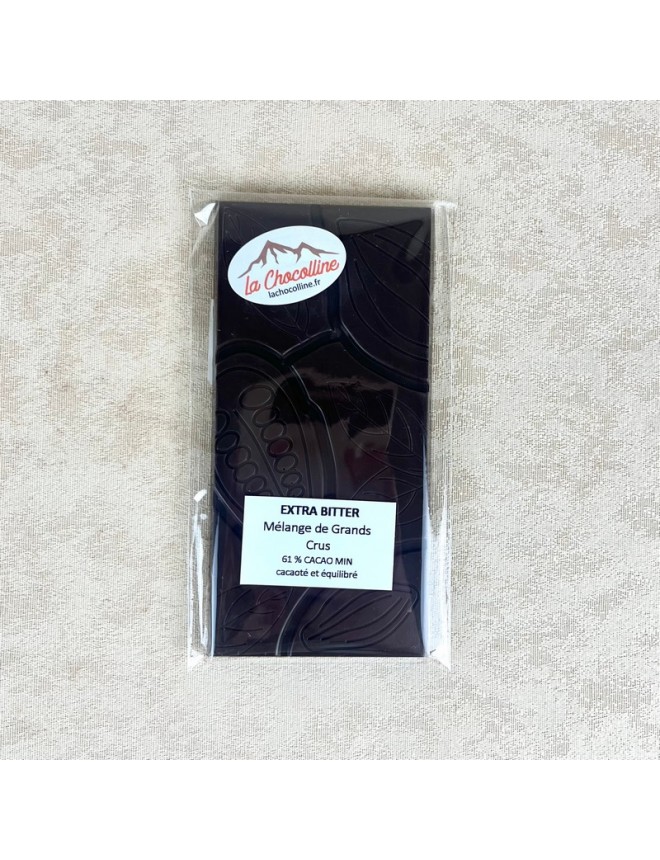 La Chocolline
lachocolline.fr
EXTRA BITTER
Mélange de Grands
Crus
61 % CACAO MIN
cacaoté et équilibré